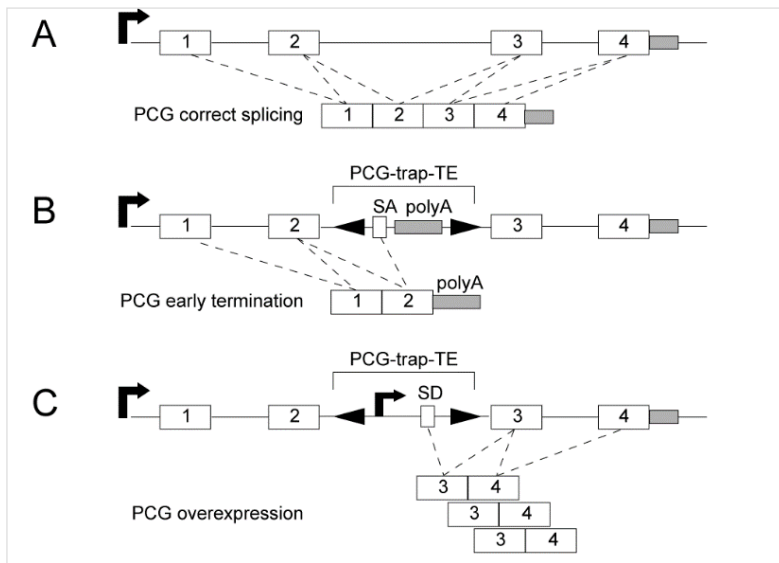 A
1 2 3 4
PCG correct splicing 1 2 3 4
PCG-trap-TE
B
SA polyA
1 2 3 4
polyA
PCG early termination 1 2
PCG-trap-TE
C
SD
1 2 3 4
3 4
PCG overexpression 3 4
3 4